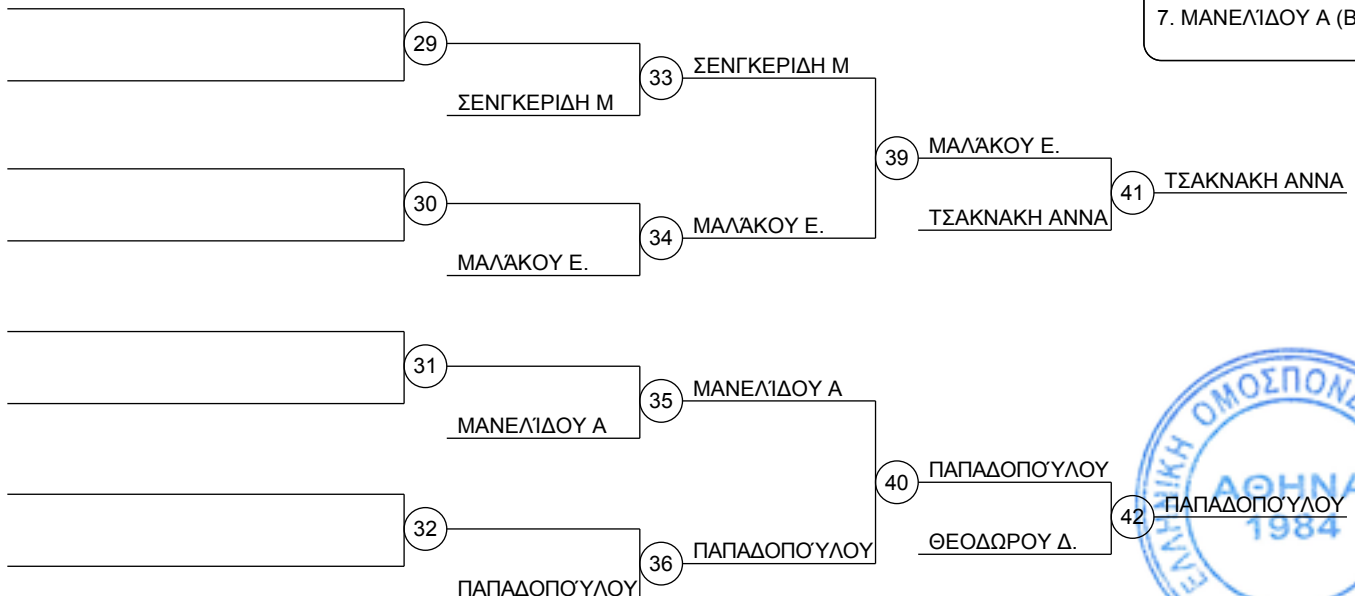 7. ΜΑΝΕΛΊΔΟΥ Α (Β
29
ΣΕΝΓΚΕΡΙΔΗ Μ
33
ΣΕΝΓΚΕΡΙΔΗ Μ
30
ΜΑΛΆΚΟΥ Ε.
34
ΜΑΛΆΚΟΥ Ε.
39
ΜΑΛΆΚΟΥ Ε.
ΤΣΑΚΝΑΚΗ ΑΝΝΑ
41
ΤΣΑΚΝΑΚΗ ΑΝΝΑ
31
ΜΑΝΕΛΊΔΟΥ Α
35
ΜΑΝΕΛΊΔΟΥ Α
32
ΠΑΠΑΔΟΠΟΎΛΟΥ
36
ΠΑΠΑΔΟΠΟΎΛΟΥ
40
ΠΑΠΑΔΟΠΟΎΛΟΥ
ΘΕΟΔΩΡΟΥ Δ.
42
ΠΑΠΑΔΟΠΟΎΛΟΥ
ΑΘΗΝΑ
1984